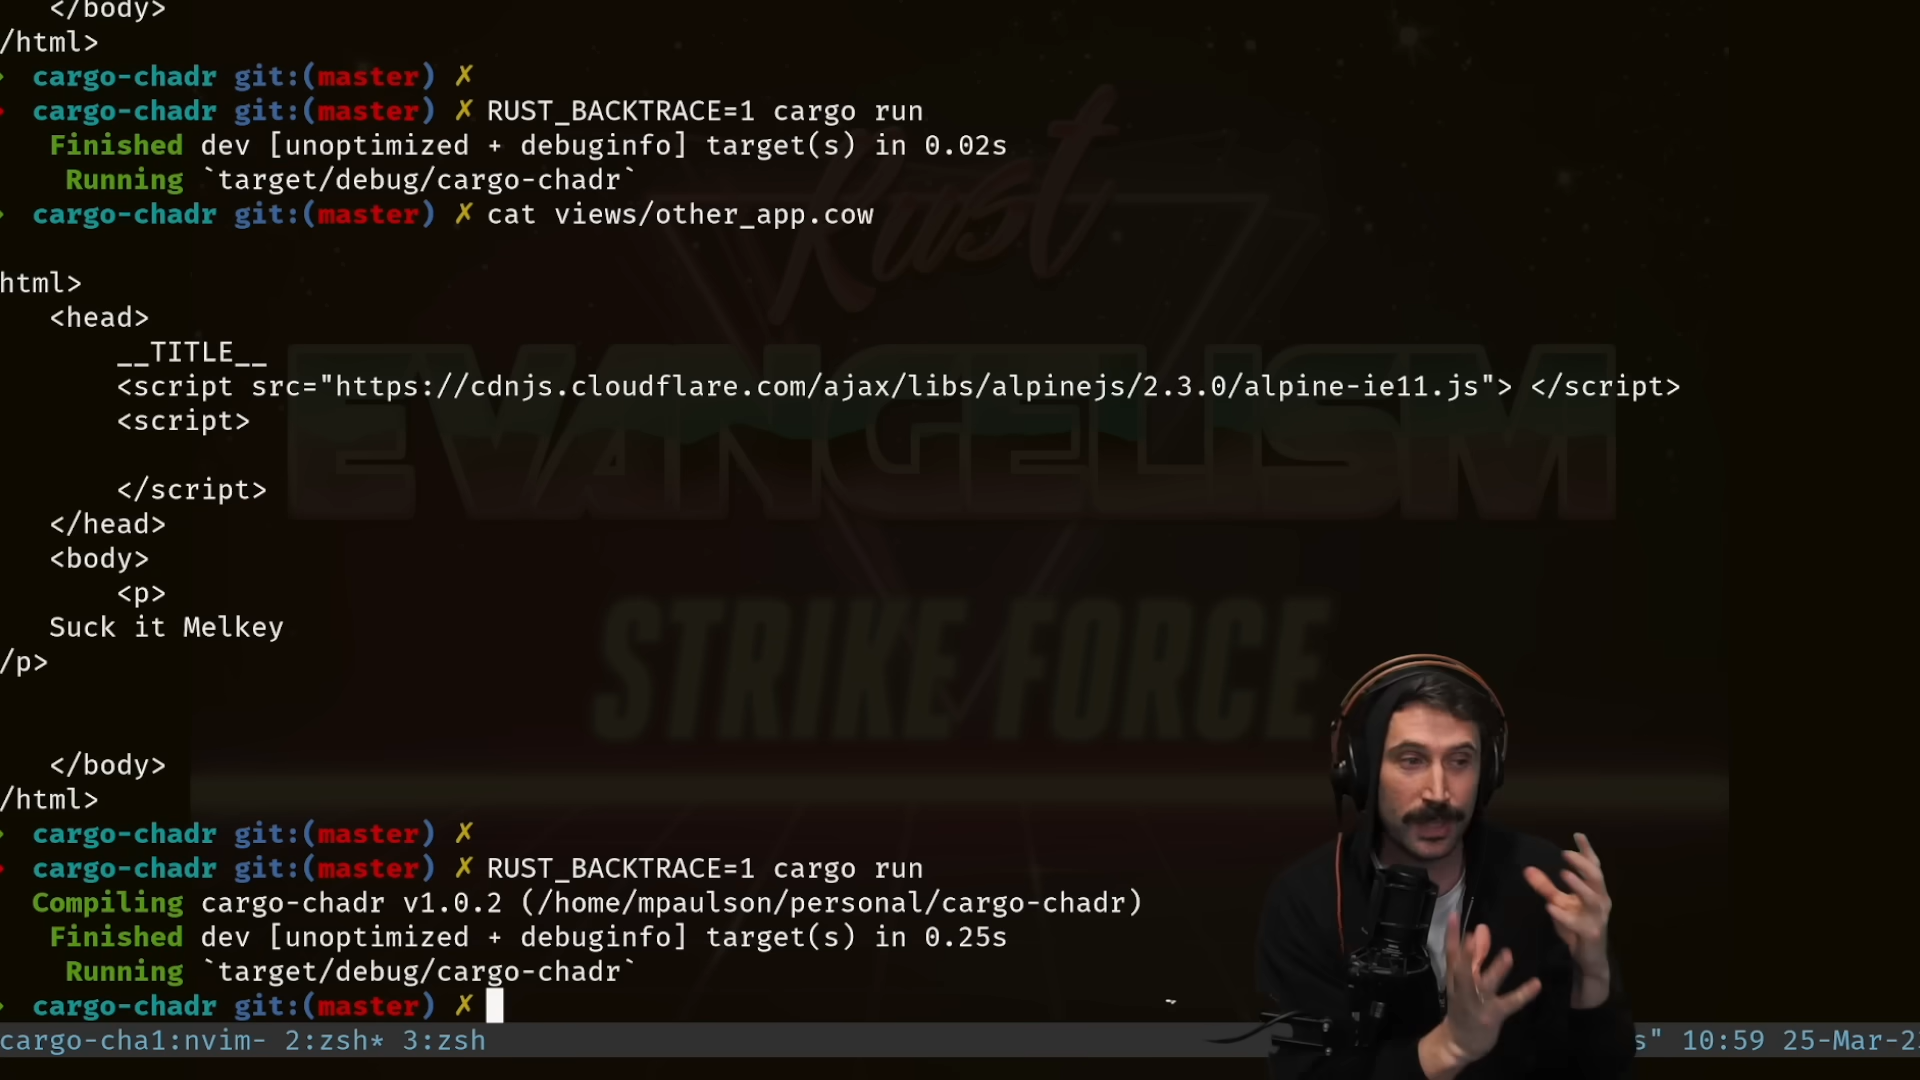 </body>
/html>
cargo-chadr git:(master) ✗
cargo-chadr git:(master) ✗ RUST_BACKTRACE=1 cargo run
Finished dev [unoptimized + debuginfo] target(s) in 0.02s
Running `target/debug/cargo-chadr`
cargo-chadr git:(master) ✗ cat views/other_app.cow
html>
<head>
__TITLE__
<script src="https://cdnjs.cloudflare.com/ajax/libs/alpinejs/2.3.0/alpine-ie11.js"> </script>
<script>
</script>
</head>
<body>
<p>
Suck it Melkey
/p>
</body>
/html>
cargo-chadr git:(master) ✗
cargo-chadr git:(master) ✗ RUST_BACKTRACE=1 cargo run
Compiling cargo-chadr v1.0.2 (/home/mpaulson/personal/cargo-chadr)
Finished dev [unoptimized + debuginfo] target(s) in 0.25s
Running `target/debug/cargo-chadr`
cargo-chadr git:(master) ✗
cargo-cha1:nvim- 2:zsh* 3:zsh s" 10:59 25-Mar-2
Rust
EVANGELISM
STRIKE FORCE